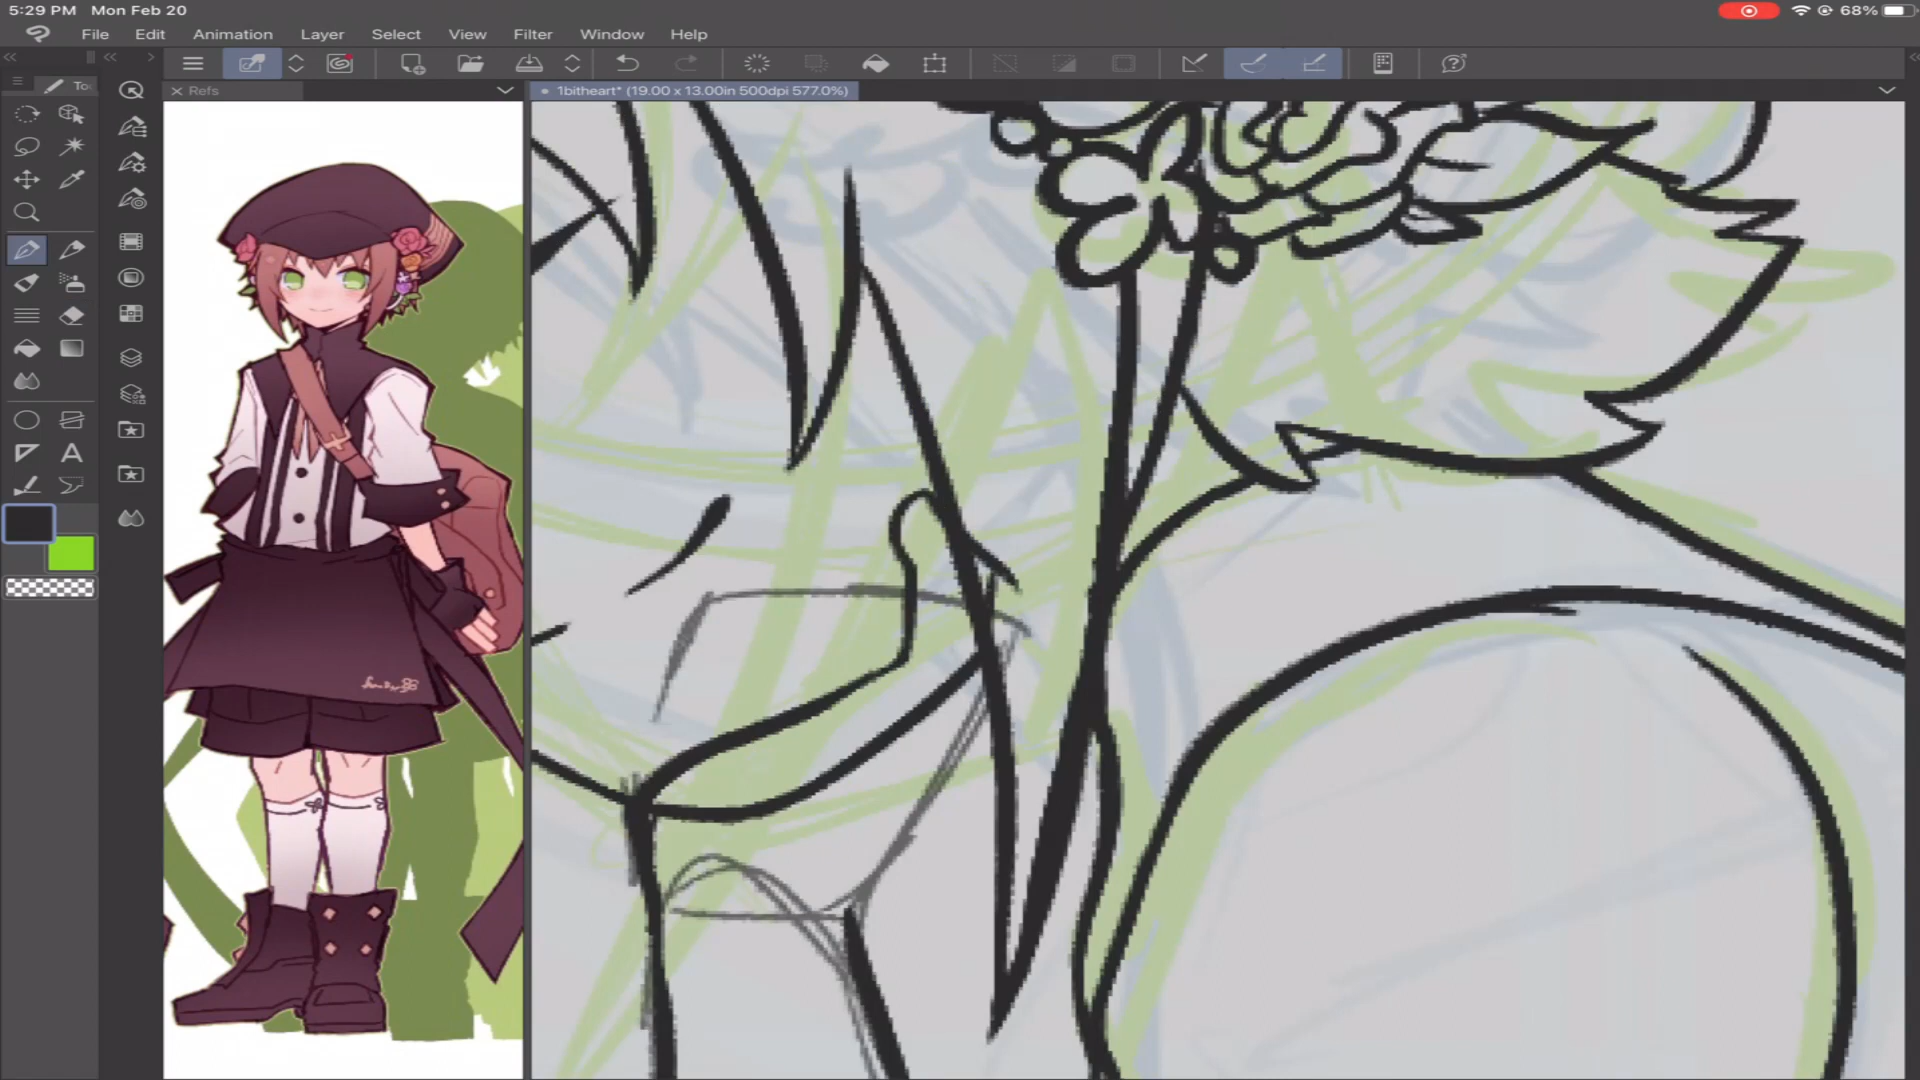 5:29 PM Mon Feb 20
68%
File Edit Animation Layer Select View Filter Window Help
To
Refs
1bitheart* (19.00 x 13.00in 500dpi 577.0%)
A